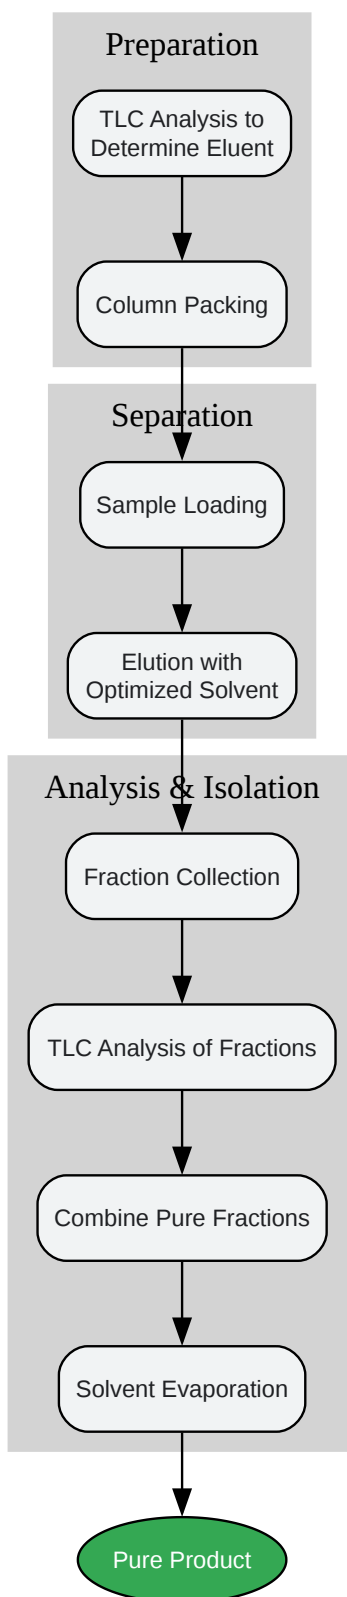 Preparation
TLC Analysis to
Determine Eluent
Column Packing
Separation
Sample Loading
Elution with
Optimized Solvent
Analysis & Isolation
Fraction Collection
TLC Analysis of Fractions
Combine Pure Fractions
Solvent Evaporation
Pure Product